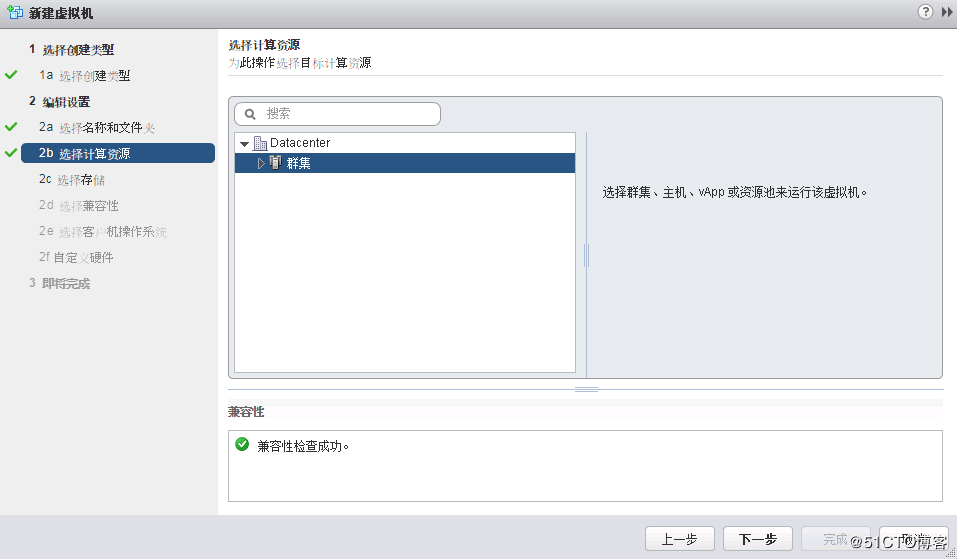 新建虚拟机
1 选择创建类型
1a 选择创建类型
2 编辑设置
2a 选择名称和文件夹
2b 选择计算资源
2c 选择存储
2d 选择兼容性
2e 选择客户机操作系统
2f 自定义硬件
3 即将完成
选择计算资源
为此操作选择目标计算资源
搜索
Datacenter
群集
选择群集、主机、vApp 或资源池来运行该虚拟机。
兼容性
兼容性检查成功。
上一步
下一步
完成
取消
@51CTO博客